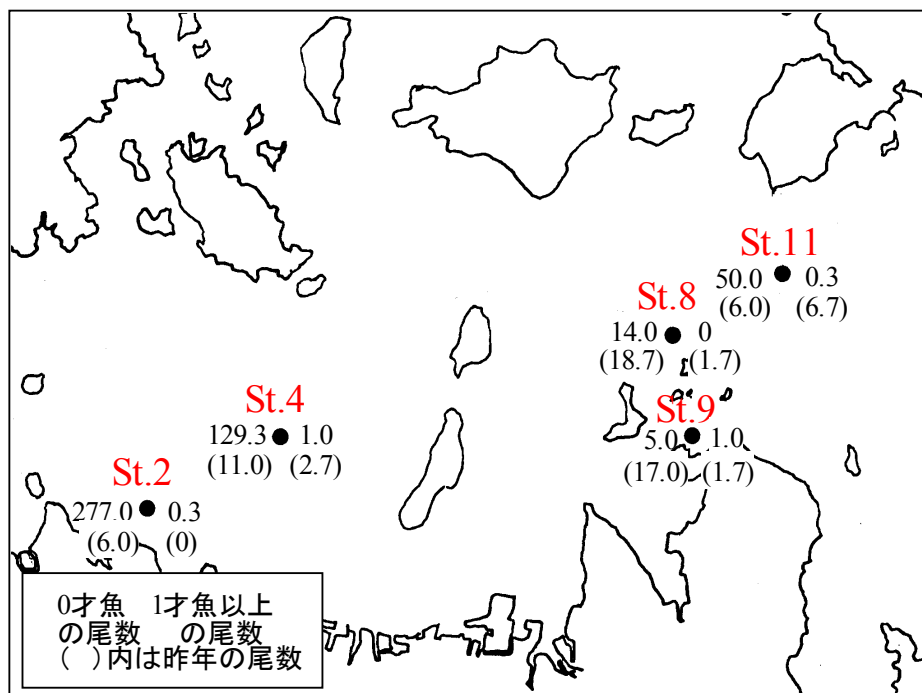 St.11
50.0 0.3
(6.0) (6.7)
St.8
14.0 0
(18.7) (1.7)
St.4
129.3 1.0
(11.0) (2.7)
St.9
5.0 1.0
(17.0) (1.7)
St.2
277.0 0.3
(6.0) (0)
0才魚 1才魚以上
の尾数 の尾数
( )内は昨年の尾数